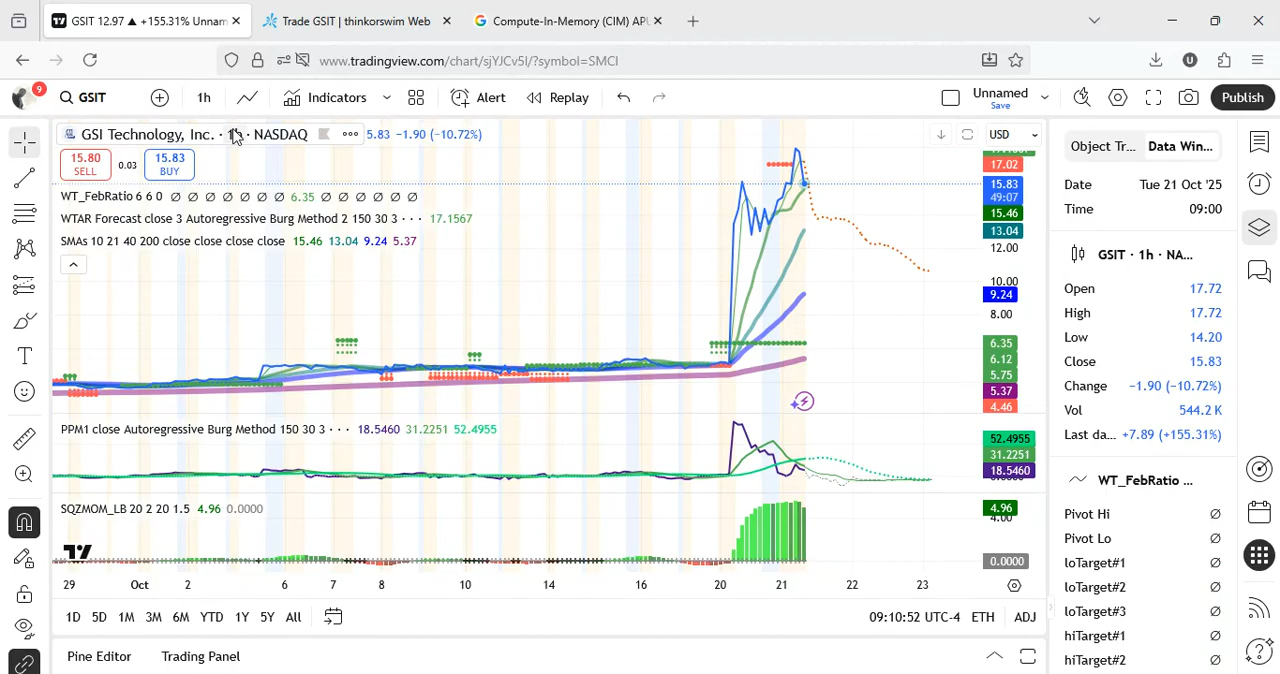 GSIT 12.97 ▲ +155.31% Unnam
Trade GSIT | thinkorswim Web
Compute-In-Memory (CIM) APU
www.tradingview.com/chart/sjYJCv5l/?symbol=SMCI
9
GSIT
1h
Indicators
Alert
Replay
Unnamed
Save
Publish
GSI Technology, Inc. · 1h · NASDAQ
5.83 −1.90 (−10.72%)
USD
15.80
SELL
0.03
15.83
BUY
WT_FebRatio 6 6 0 ∅ ∅ ∅ ∅ ∅ ∅ ∅ 6.35 ∅ ∅ ∅ ∅ ∅
WTAR Forecast close 3 Autoregressive Burg Method 2 150 30 3 · · · 17.1567
SMAs 10 21 40 200 close close close close 15.46 13.04 9.24 5.37
17.02
15.83
49:07
15.46
13.04
12.00
10.00
9.24
8.00
6.35
6.12
5.75
5.37
4.46
PPM1 close Autoregressive Burg Method 150 30 3 · · · 18.5460 31.2251 52.4955
52.4955
31.2251
18.5460
SQZMOM_LB 20 2 20 1.5 4.96 0.0000
4.96
4.00
0.0000
29 Oct 2 6 7 8 10 14 16 20 21 22 23
1D 5D 1M 3M 6M YTD 1Y 5Y All
09:10:52 UTC-4 ETH ADJ
Pine Editor
Trading Panel
Object Tr...
Data Win...
Date Tue 21 Oct '25
Time 09:00
GSIT · 1h · NA...
Open 17.72
High 17.72
Low 14.20
Close 15.83
Change −1.90 (−10.72%)
Vol 544.2 K
Last da... +7.89 (+155.31%)
WT_FebRatio ...
Pivot Hi ∅
Pivot Lo ∅
loTarget#1 ∅
loTarget#2 ∅
loTarget#3 ∅
hiTarget#1 ∅
hiTarget#2 ∅